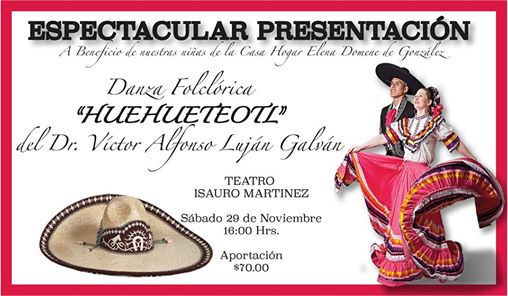 ESPECTACULAR PRESENTACIÓN
A Beneficio de nuestras niñas de la Casa Hogar Elena Domene de González
Danza Folclórica
"HUEHUETEOTL"
del Dr. Víctor Alfonso Luján Galván
TEATRO
ISAURO MARTINEZ
Sábado 29 de Noviembre
16:00 Hrs.
Aportación
$70.00